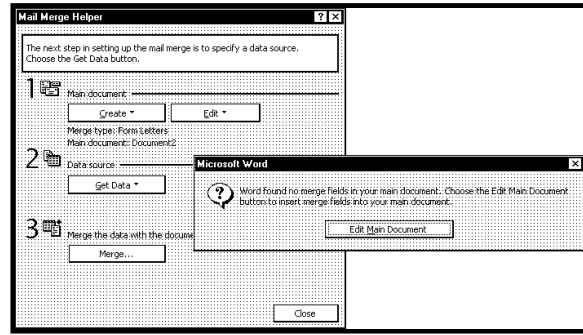 Mail Merge Helper
The next step in setting up the mail merge is to specify a data source.
Choose the Get Data button.
1 Main document
Create Edit
Merge type: Form Letters
Main document: Document2
2 Data source
Get Data
3 Merge the data with the docume
Merge...
Close
Microsoft Word
Word found no merge fields in your main document. Choose the Edit Main Document
button to insert merge fields into your main document.
Edit Main Document